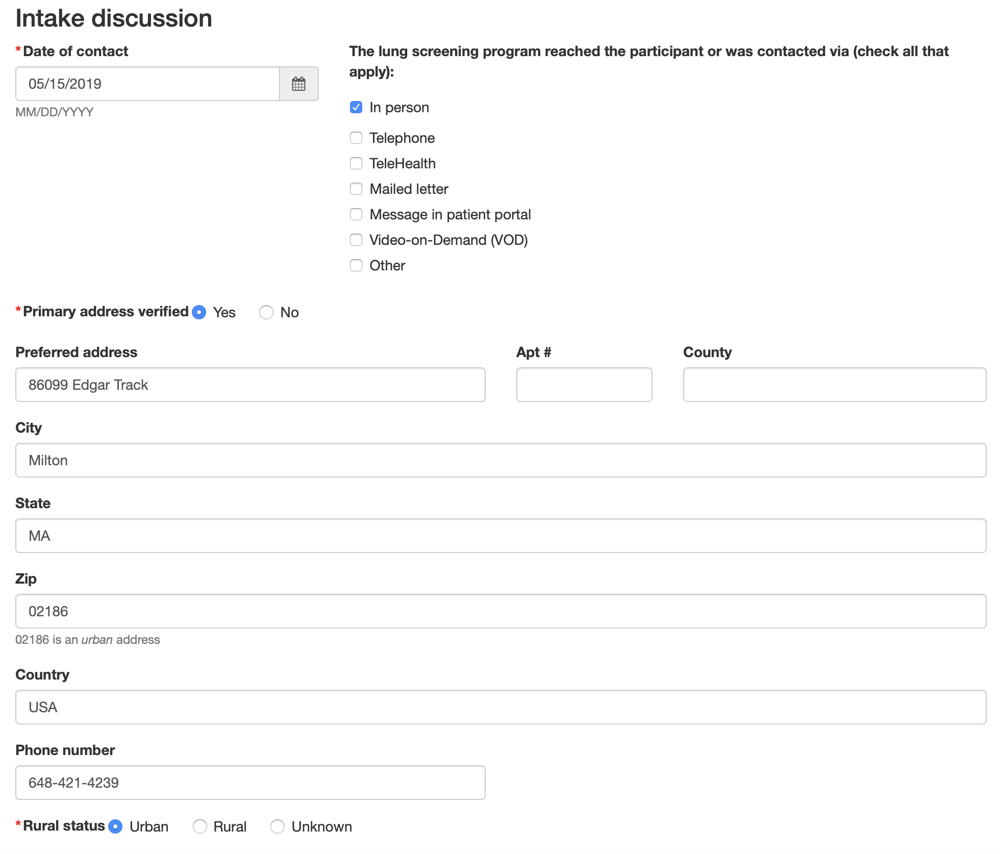 Intake discussion
* Date of contact
05/15/2019
MM/DD/YYYY
The lung screening program reached the participant or was contacted via (check all that
apply):
In person
Telephone
TeleHealth
Mailed letter
Message in patient portal
Video-on-Demand (VOD)
Other
* Primary address verified Yes No
Preferred address
86099 Edgar Track
Apt #
County
City
Milton
State
MA
Zip
02186
02186 is an urban address
Country
USA
Phone number
648-421-4239
* Rural status Urban Rural Unknown